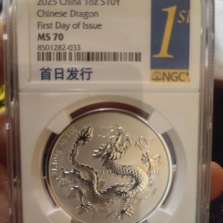 2025 China 1oz S10Y
Chinese Dragon
First Day of Issue
MS 70
8501282-033
首日发行
1st
NGC